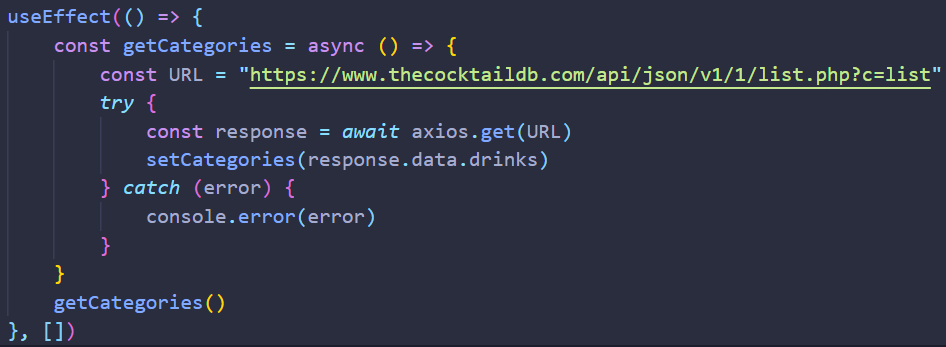 useEffect(() => {
    const getCategories = async () => {
        const URL = "https://www.thecocktaildb.com/api/json/v1/1/list.php?c=list"
        try {
            const response = await axios.get(URL)
            setCategories(response.data.drinks)
        } catch (error) {
            console.error(error)
        }
    }
    getCategories()
}, [])